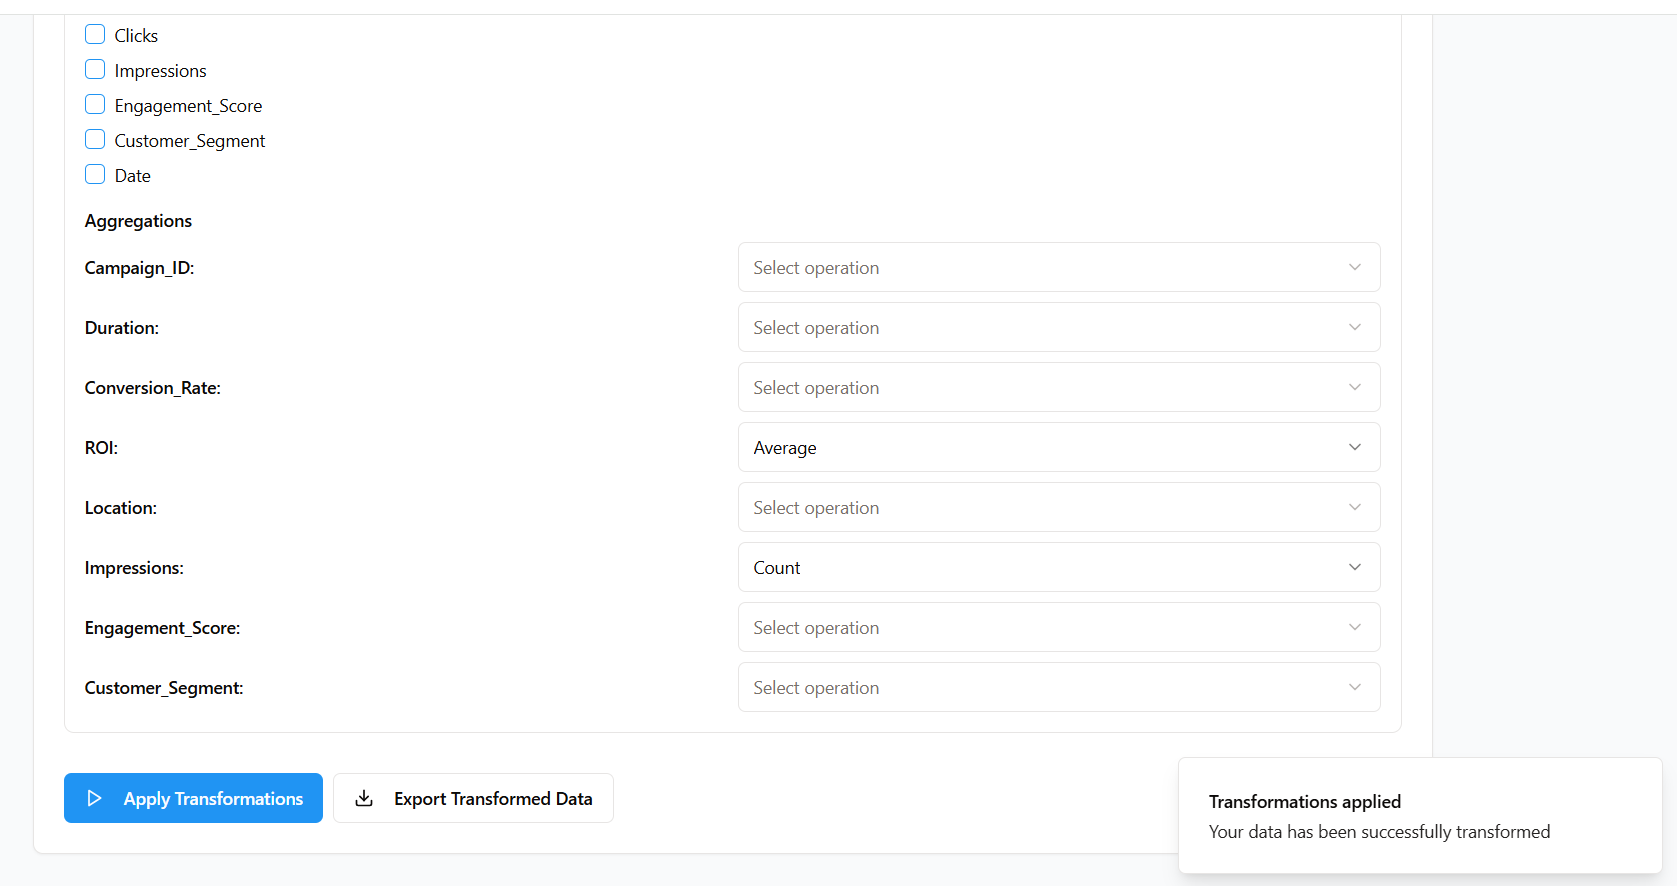 Clicks
Impressions
Engagement_Score
Customer_Segment
Date
Aggregations
Campaign_ID: Select operation
Duration: Select operation
Conversion_Rate: Select operation
ROI: Average
Location: Select operation
Impressions: Count
Engagement_Score: Select operation
Customer_Segment: Select operation
Apply Transformations Export Transformed Data
Transformations applied
Your data has been successfully transformed